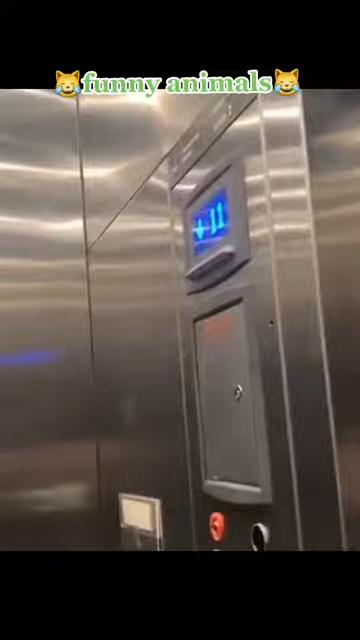 😹funny animals😹
↓11